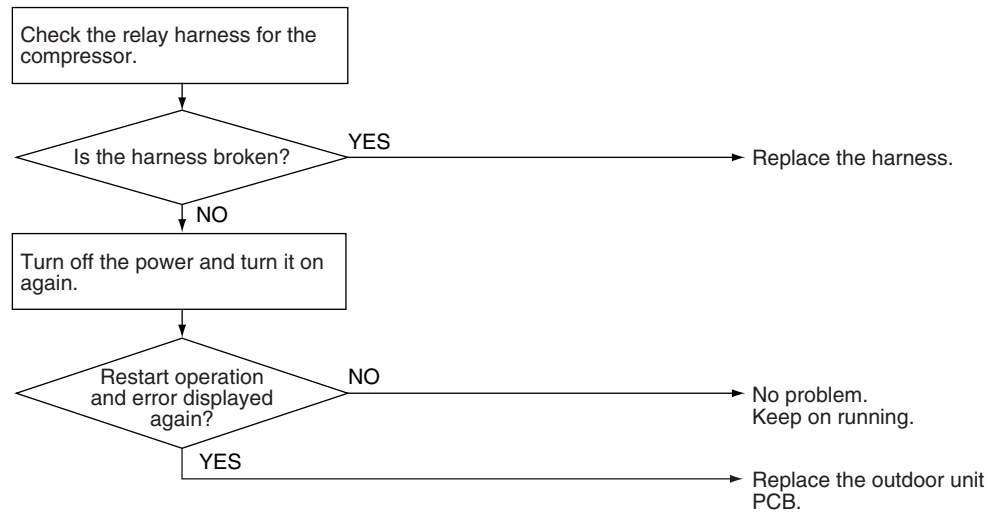 Check the relay harness for the
compressor.
Is the harness broken?
YES
Replace the harness.
NO
Turn off the power and turn it on
again.
Restart operation
and error displayed
again?
NO
No problem.
Keep on running.
YES
Replace the outdoor unit
PCB.